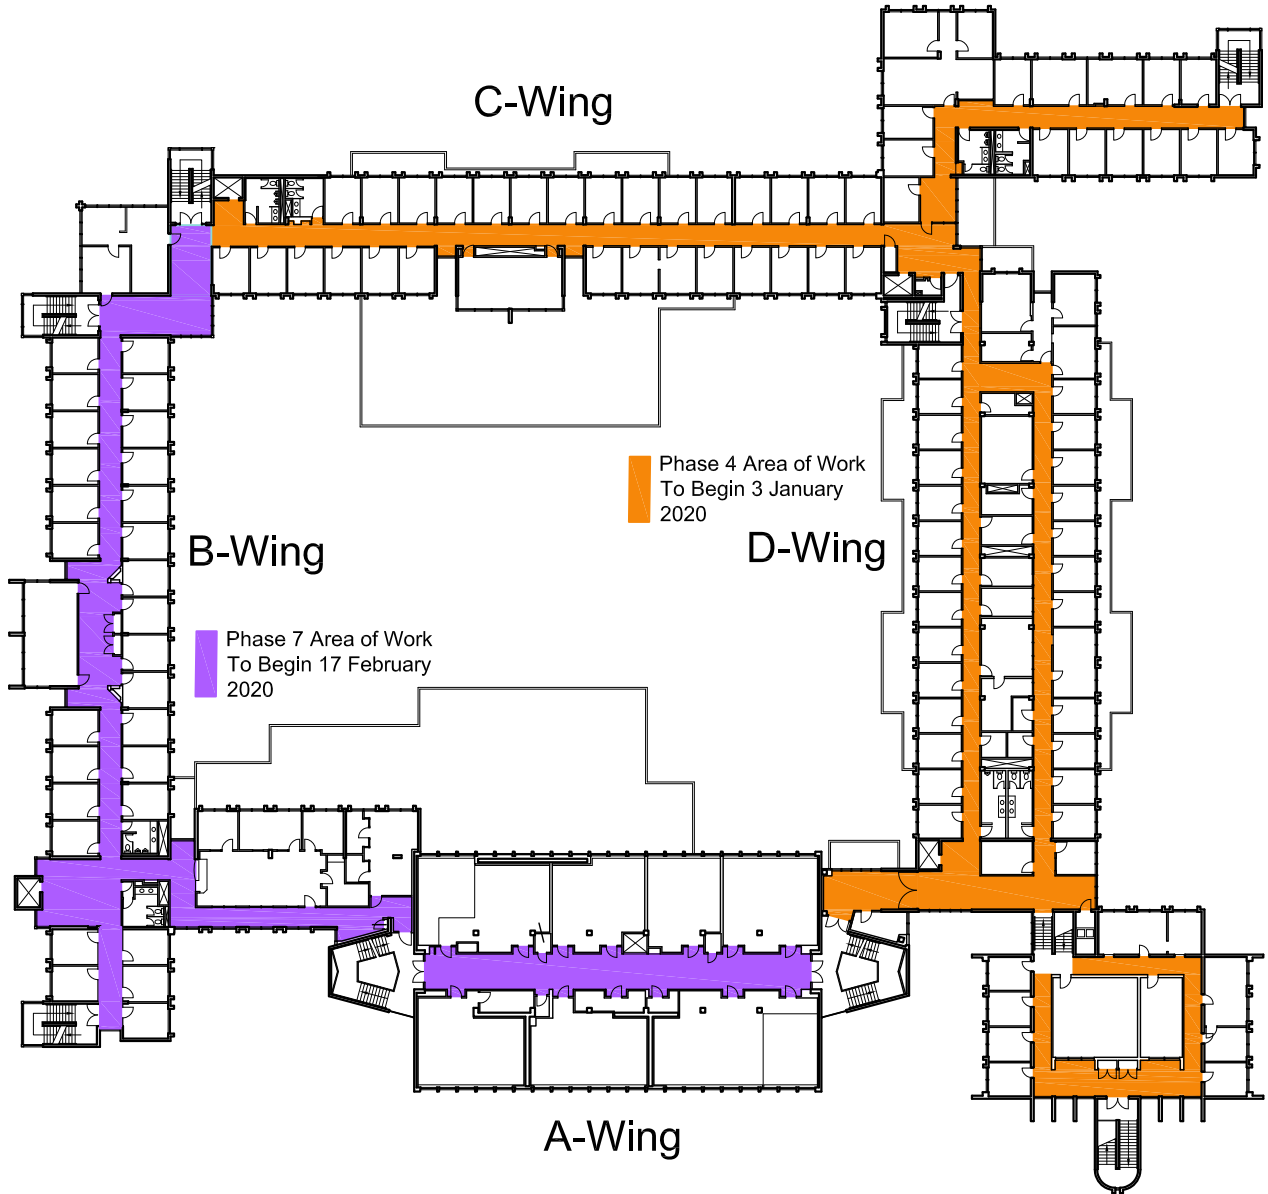 C-Wing
Phase 4 Area of Work
To Begin 3 January
2020
B-Wing
D-Wing
Phase 7 Area of Work
To Begin 17 February
2020
A-Wing